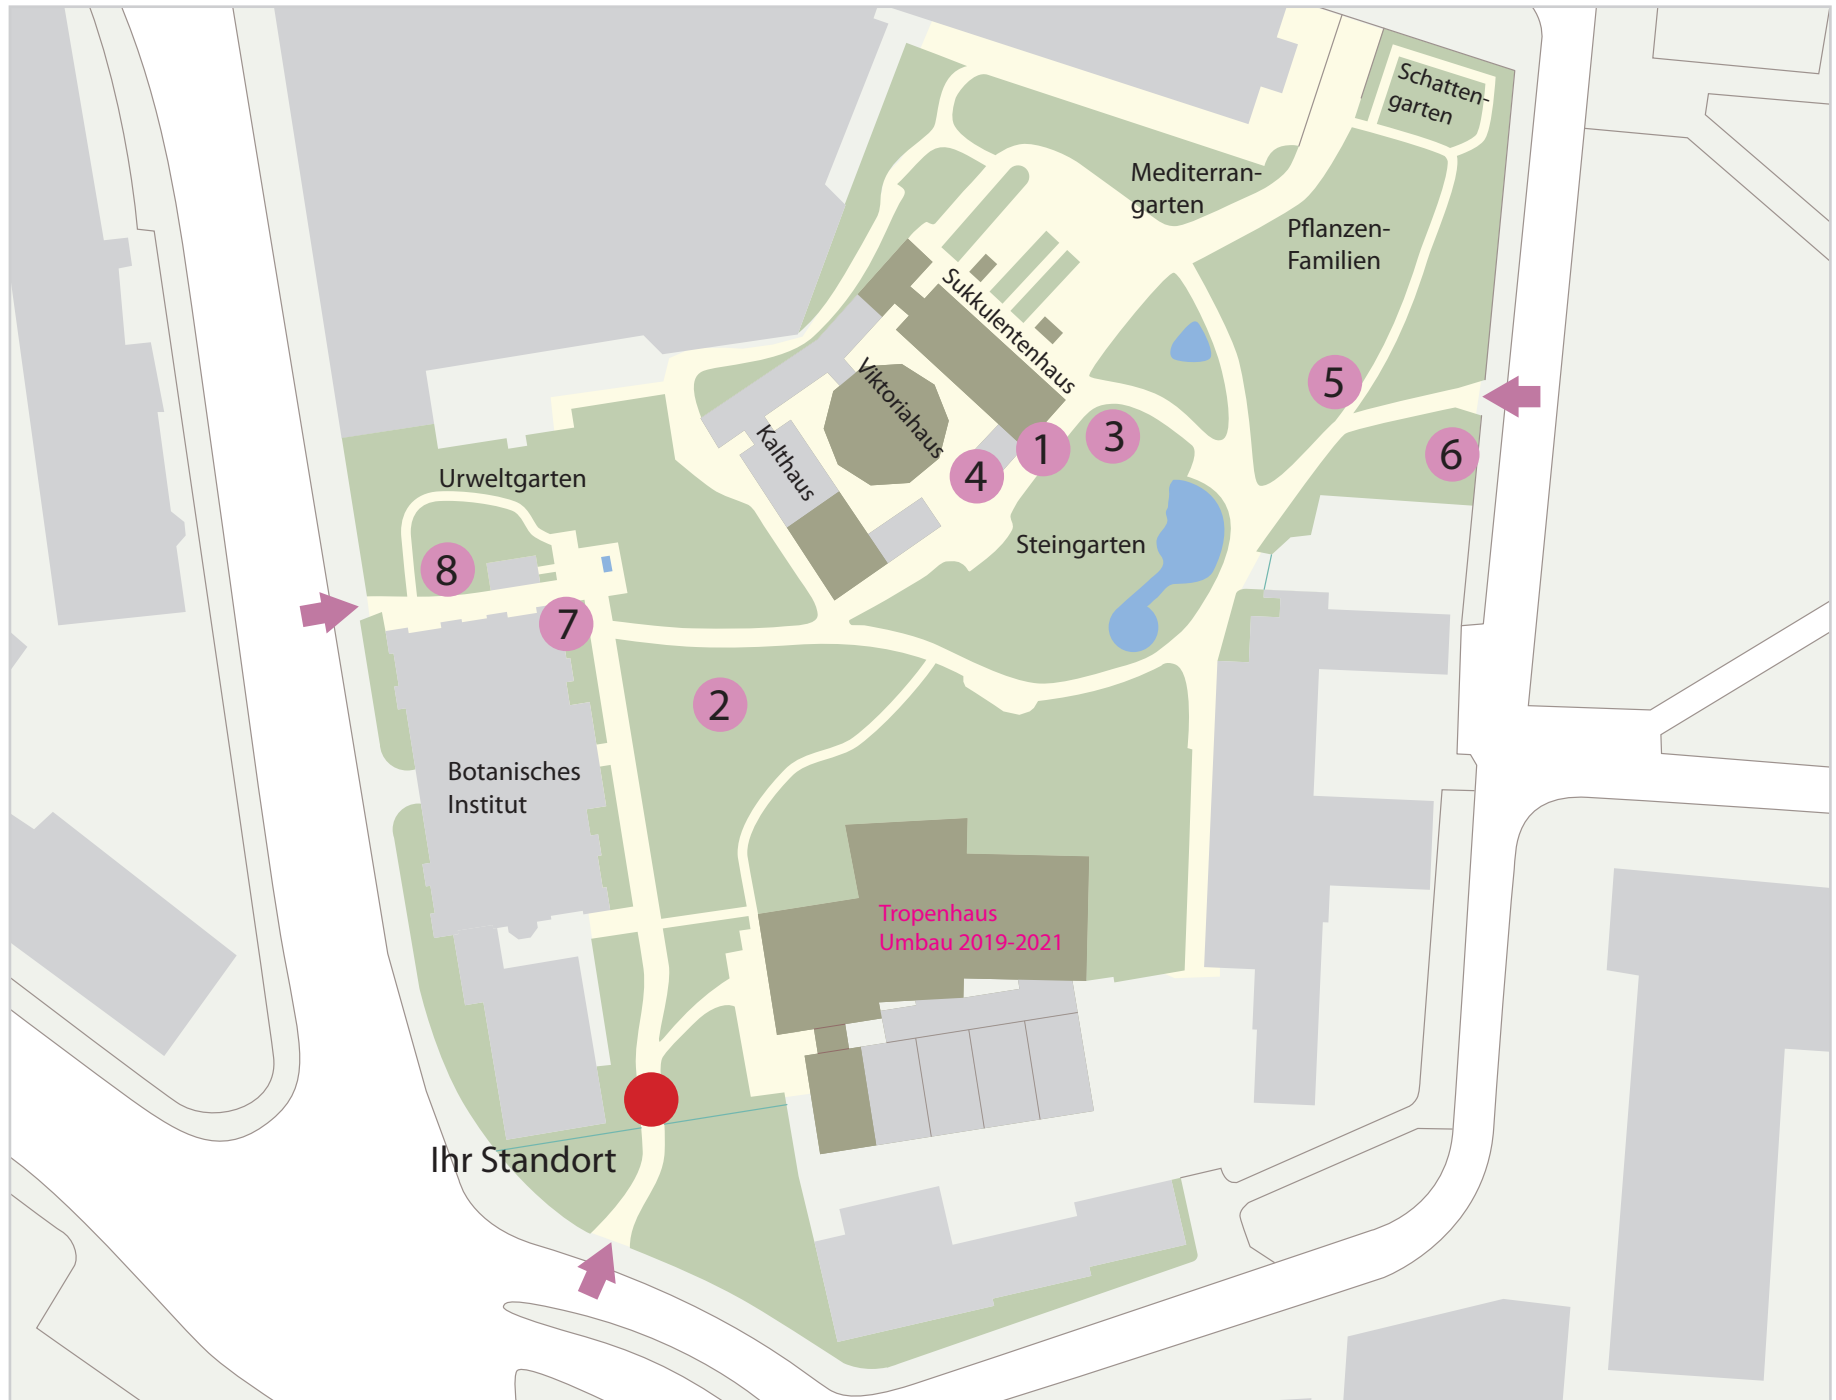 Schatten-
garten
Mediterran-
garten
Pflanzen-
Familien
Sukkulentenhaus
Viktoriahaus
Kalthaus
5
3
1
4
6
Urweltgarten
Steingarten
8
7
2
Botanisches
Institut
Tropenhaus
Umbau 2019-2021
Ihr Standort